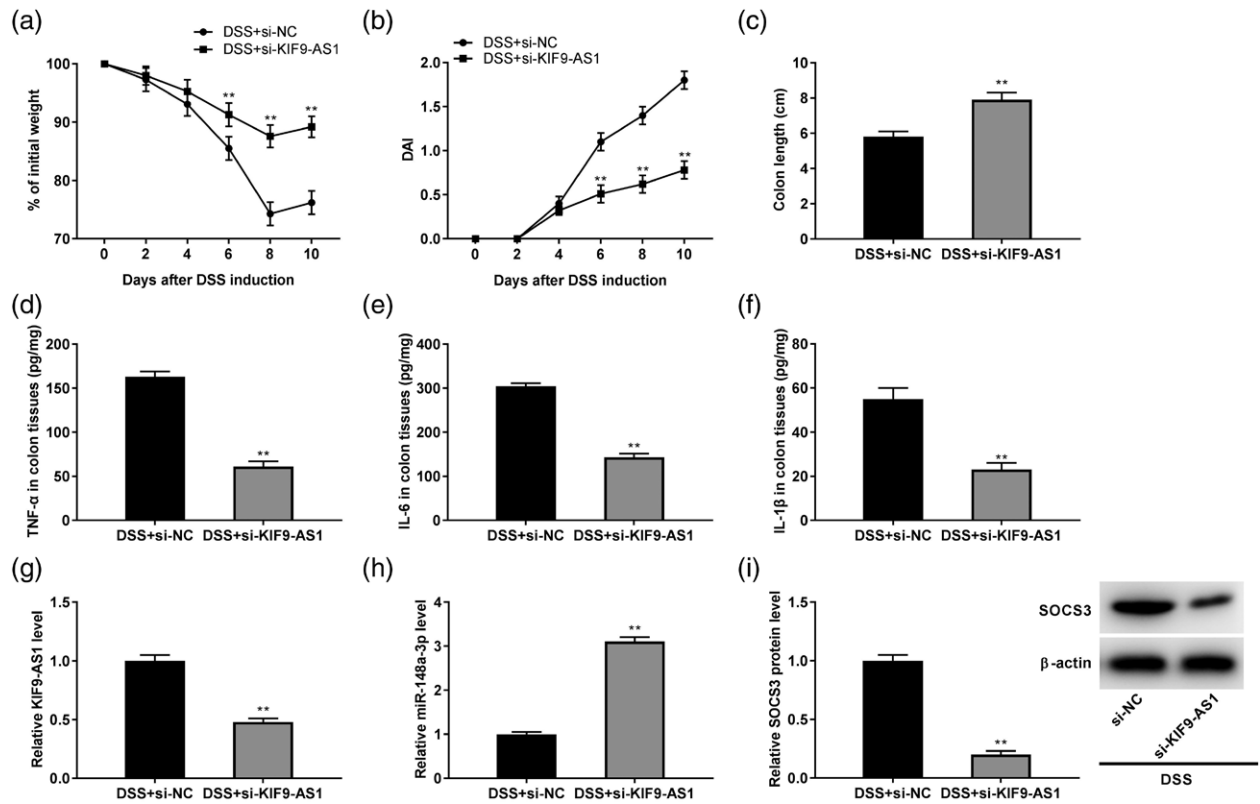 (a)
DSS+si-NC
DSS+si-KIF9-AS1
% of initial weight
100
90
80
70
0 2 4 6 8 10
** ** **
Days after DSS induction
(b)
DSS+si-NC
DSS+si-KIF9-AS1
DAI
2.0
1.5
1.0
0.5
0.0
0 2 4 6 8 10
** ** **
Days after DSS induction
(c)
Colon length (cm)
10
8
6
4
2
0
**
DSS+si-NC DSS+si-KIF9-AS1
(d)
TNF-α in colon tissues (pg/mg)
200
150
100
50
0
**
DSS+si-NC DSS+si-KIF9-AS1
(e)
IL-6 in colon tissues (pg/mg)
400
300
200
100
0
**
DSS+si-NC DSS+si-KIF9-AS1
(f)
IL-1β in colon tissues (pg/mg)
80
60
40
20
0
**
DSS+si-NC DSS+si-KIF9-AS1
(g)
Relative KIF9-AS1 level
1.5
1.0
0.5
0.0
**
DSS+si-NC DSS+si-KIF9-AS1
(h)
Relative miR-148a-3p level
4
3
2
1
0
**
DSS+si-NC DSS+si-KIF9-AS1
(i)
Relative SOCS3 protein level
1.5
1.0
0.5
0.0
**
DSS+si-NC DSS+si-KIF9-AS1
SOCS3
β-actin
si-NC
si-KIF9-AS1
DSS